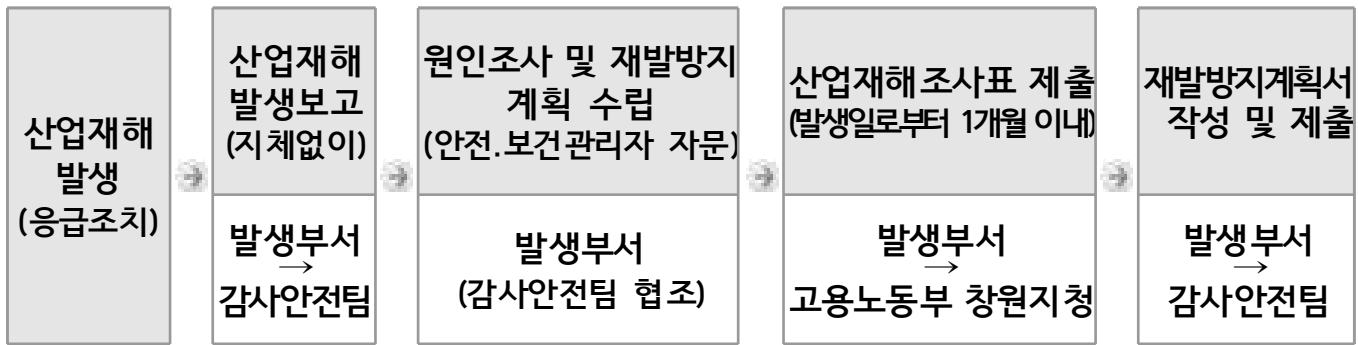 산업재해
발생
(응급조치)
산업재해
발생보고
(지체없이)
발생부서
→
감사안전팀
원인조사 및 재발방지
계획 수립
(안전.보건관리자 자문)
발생부서
(감사안전팀 협조)
산업재해조사표 제출
(발생일로부터 1개월 이내)
발생부서
→
고용노동부 창원지청
재발방지계획서
작성 및 제출
발생부서
→
감사안전팀